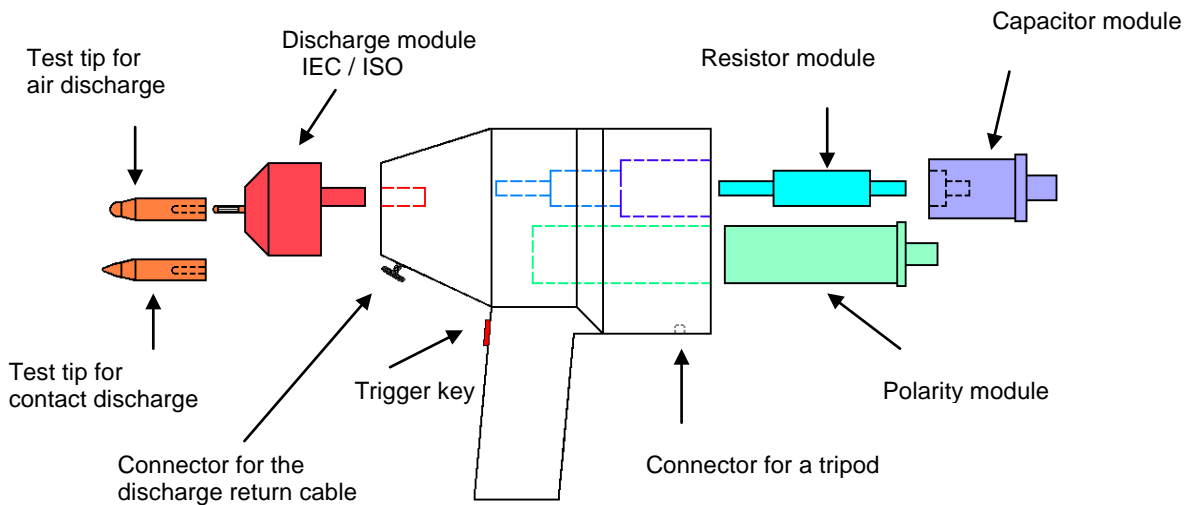 Capacitor module
Discharge module
IEC / ISO
Test tip for
air discharge
Resistor module
Test tip for
contact discharge
Trigger key
Polarity module
Connector for the
discharge return cable
Connector for a tripod